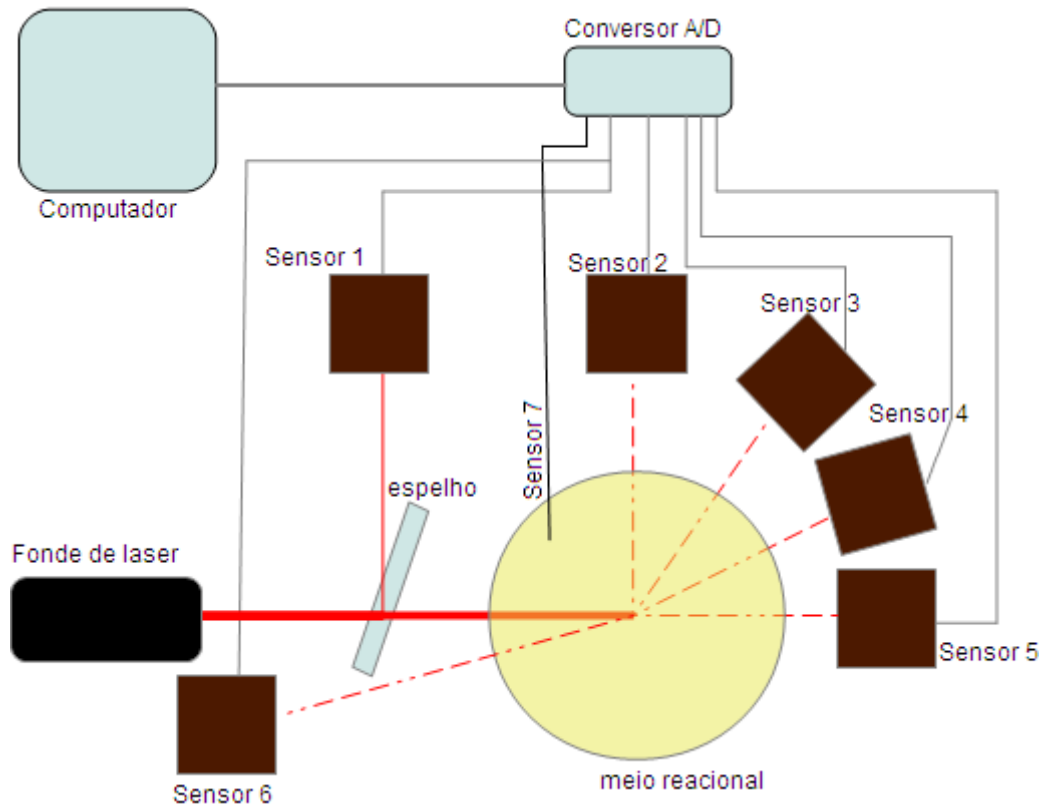 Conversor A/D
Computador
Sensor 1
Sensor 2
Sensor 3
Sensor 4
Sensor 7
espelho
Fonde de laser
Sensor 5
meio reacional
Sensor 6